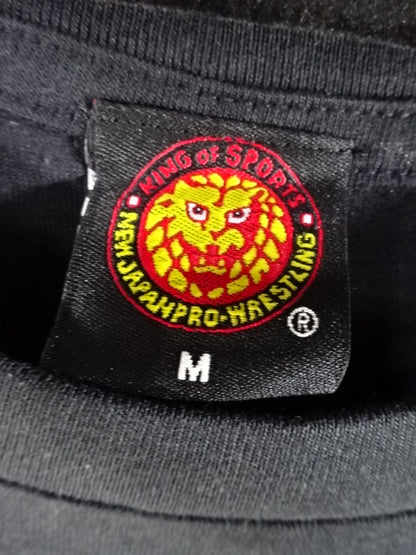 KING of SPORTS
NEW JAPAN PRO-WRESTLING
®
M